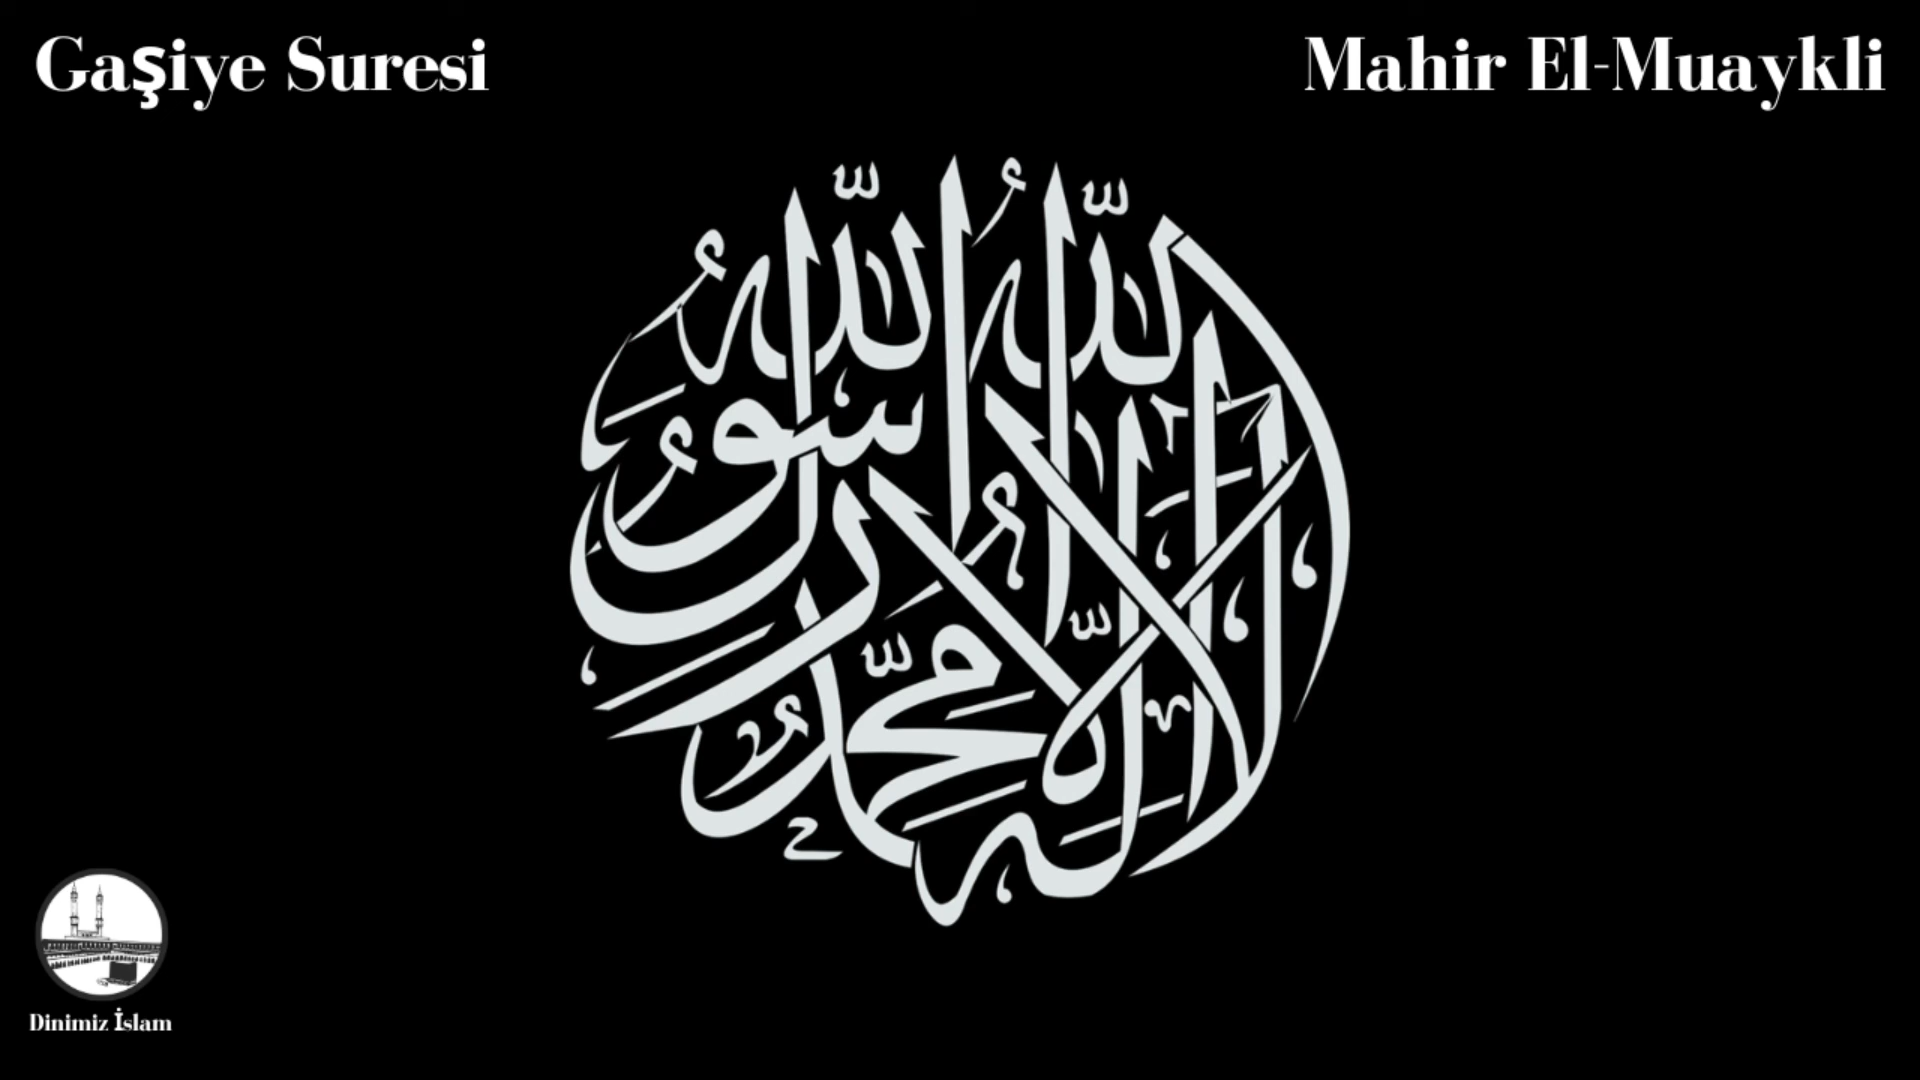 Gaşiye Suresi
Mahir El-Muaykli
لا إله إلا الله محمد رسول الله
Dinimiz İslam